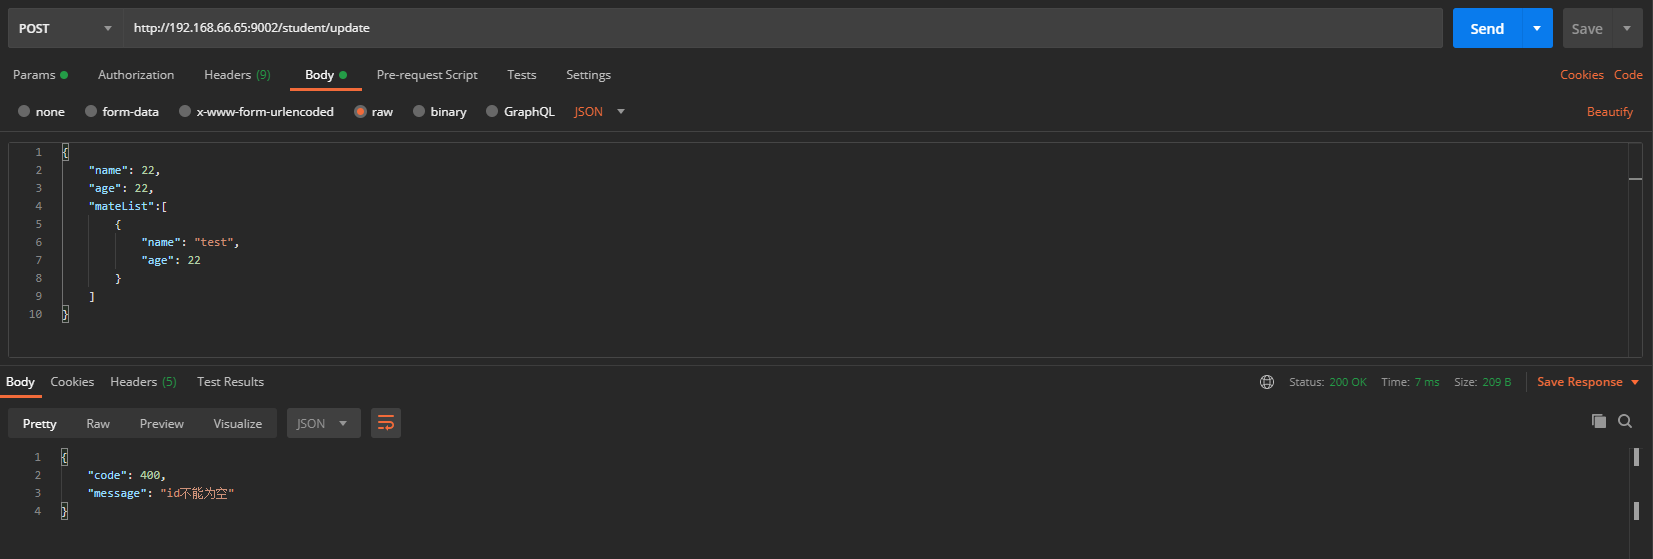 POST http://192.168.66.65:9002/student/update Send Save
Params Authorization Headers (9) Body Pre-request Script Tests Settings Cookies Code
none form-data x-www-form-urlencoded raw binary GraphQL JSON Beautify
1 {
2 "name": 22,
3 "age": 22,
4 "mateList":[
5 {
6 "name": "test",
7 "age": 22
8 }
9 ]
10 }
Body Cookies Headers (5) Test Results Status: 200 OK Time: 7 ms Size: 209 B Save Response
Pretty Raw Preview Visualize JSON
1 {
2 "code": 400,
3 "message": "id不能为空"
4 }